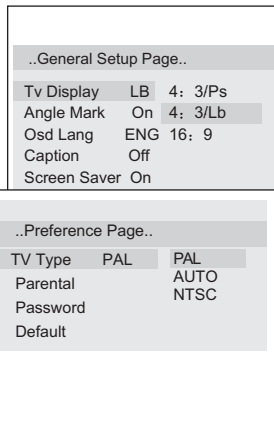 ..General Setup Page..
Tv Display LB 4：3/Ps
Angle Mark On 4：3/Lb
Osd Lang ENG 16：9
Caption Off
Screen Saver On
..Preference Page..
TV Type PAL PAL
AUTO
Parental
NTSC
Password
Default